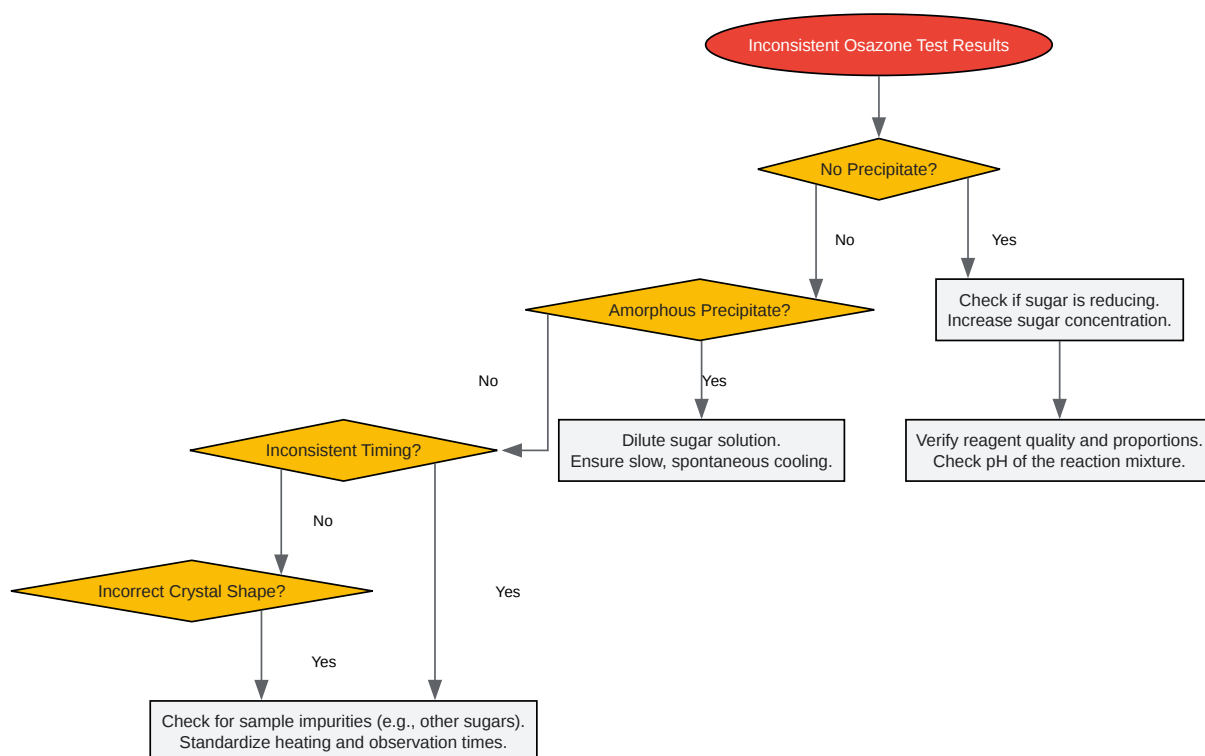 Inconsistent Osazone Test Results
No Precipitate?
No
Yes
Amorphous Precipitate?
Check if sugar is reducing.
Increase sugar concentration.
No
Yes
Inconsistent Timing?
Dilute sugar solution.
Ensure slow, spontaneous cooling.
Verify reagent quality and proportions.
Check pH of the reaction mixture.
No
Incorrect Crystal Shape?
Yes
Yes
Check for sample impurities (e.g., other sugars).
Standardize heating and observation times.